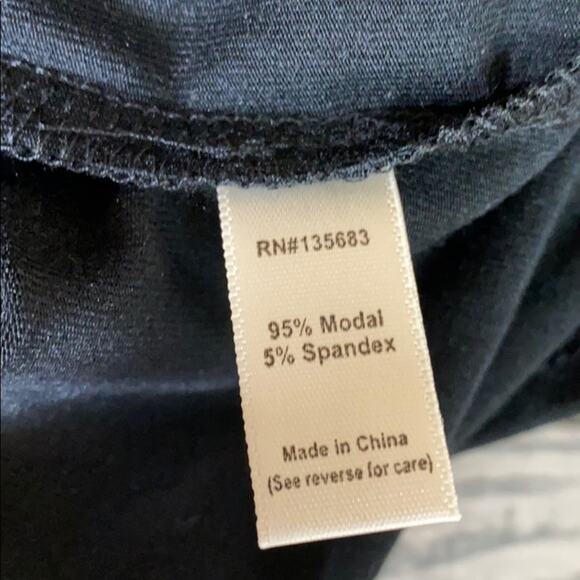 RN#135683
95% Modal
5% Spandex
Made in China
(See reverse for care)